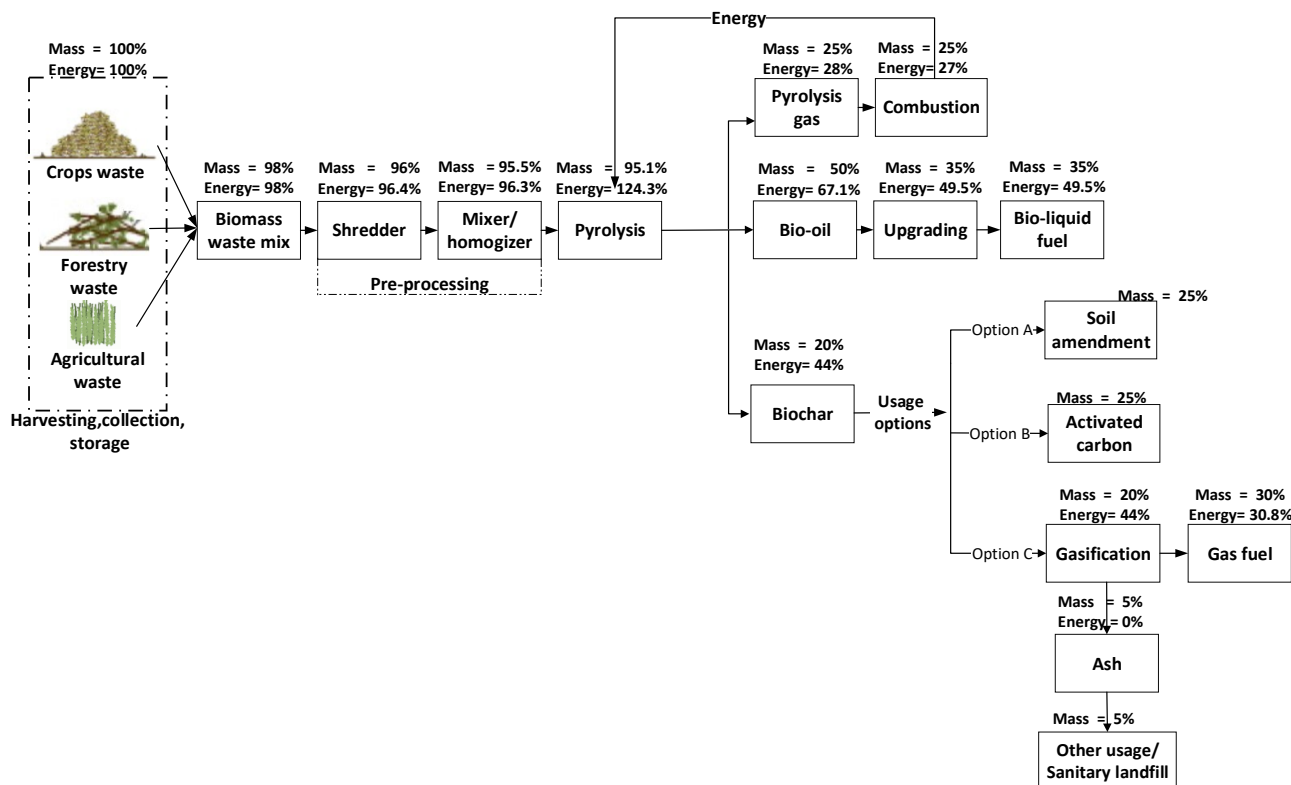 Energy
Mass = 100%
Energy= 100%
Crops waste
Forestry
waste
Agricultural
waste
Harvesting,collection,
storage
Mass = 98%
Energy= 98%
Biomass
waste mix
Mass = 96%
Energy= 96.4%
Shredder
Mass = 95.5%
Energy= 96.3%
Mixer/
homogizer
Pre-processing
Mass = 95.1%
Energy= 124.3%
Pyrolysis
Mass = 25%
Energy= 28%
Pyrolysis
gas
Mass = 25%
Energy= 27%
Combustion
Mass = 50%
Energy= 67.1%
Bio-oil
Mass = 35%
Energy= 49.5%
Upgrading
Mass = 35%
Energy= 49.5%
Bio-liquid
fuel
Mass = 20%
Energy= 44%
Biochar
Usage
options
Option A
Mass = 25%
Soil
amendment
Option B
Mass = 25%
Activated
carbon
Option C
Mass = 20%
Energy= 44%
Gasification
Mass = 30%
Energy= 30.8%
Gas fuel
Mass = 5%
Energy = 0%
Ash
Mass = 5%
Other usage/
Sanitary landfill